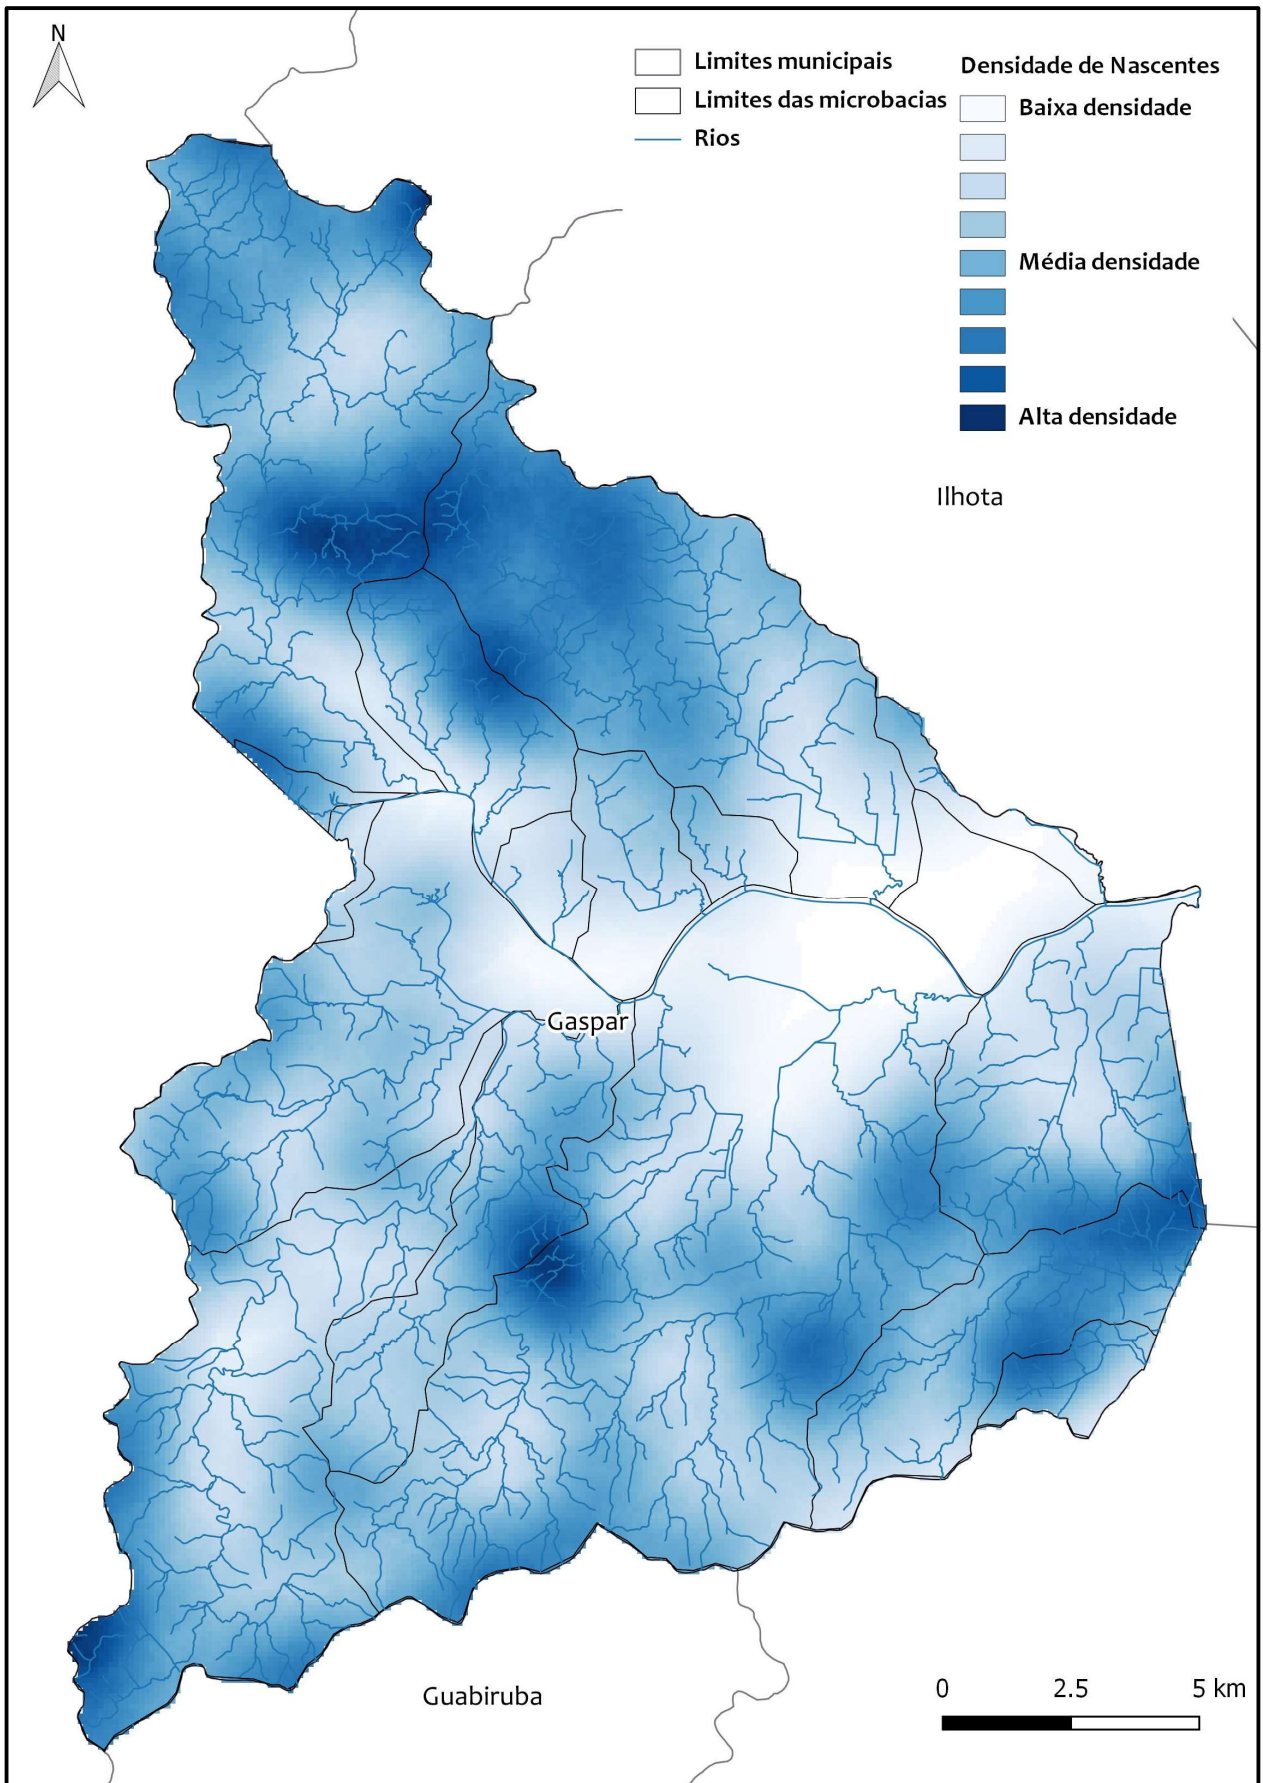 N
Limites municipais
Limites das microbacias
Rios
Densidade de Nascentes
Baixa densidade
Média densidade
Alta densidade
Ilhota
Gaspar
Guabiruba
0 2.5 5 km